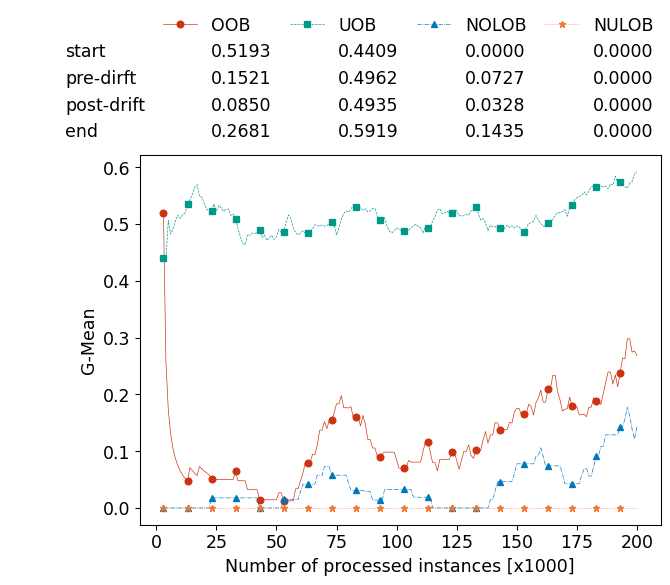 OOB UOB NOLOB NULOB
start 0.5193 0.4409 0.0000 0.0000
pre-dirft 0.1521 0.4962 0.0727 0.0000
post-drift 0.0850 0.4935 0.0328 0.0000
end 0.2681 0.5919 0.1435 0.0000
0.6
0.5
0.4
0.3
0.2
0.1
0.0
G-Mean
0 25 50 75 100 125 150 175 200
Number of processed instances [x1000]